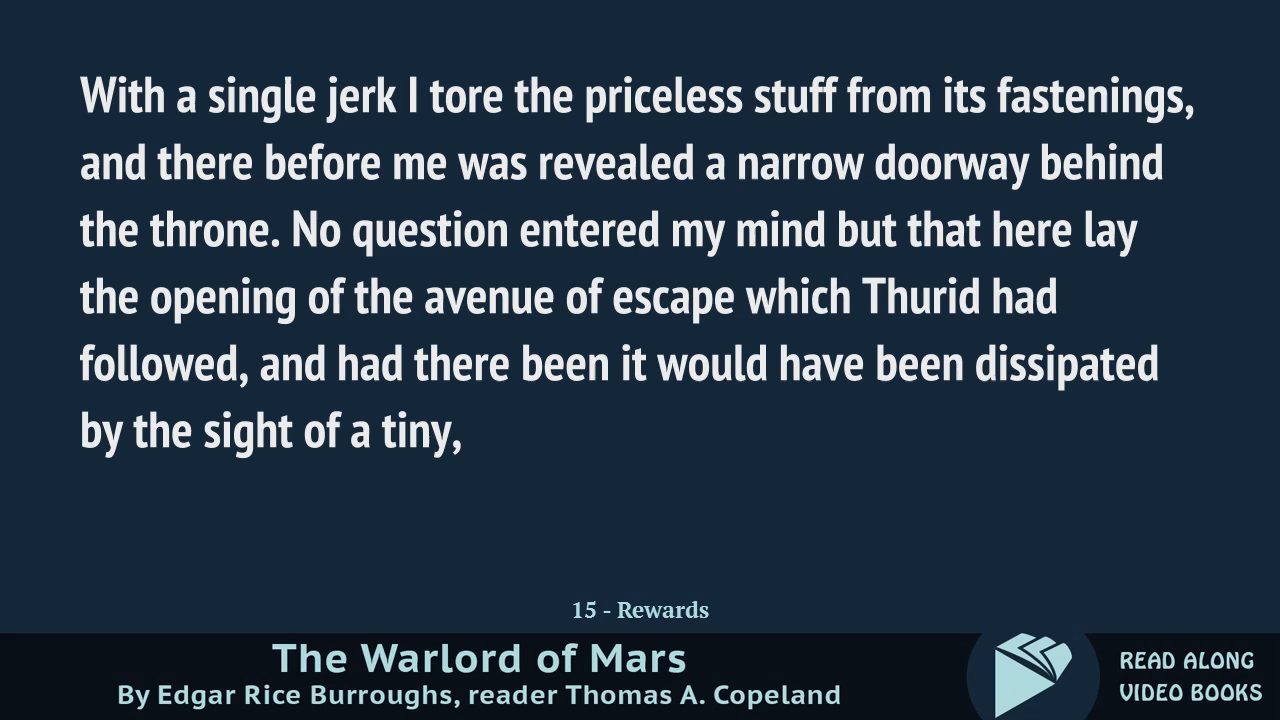 With a single jerk I tore the priceless stuff from its fastenings,
and there before me was revealed a narrow doorway behind
the throne. No question entered my mind but that here lay
the opening of the avenue of escape which Thurid had
followed, and had there been it would have been dissipated
by the sight of a tiny,
15 - Rewards
The Warlord of Mars
By Edgar Rice Burroughs, reader Thomas A. Copeland
READ ALONG
VIDEO BOOKS